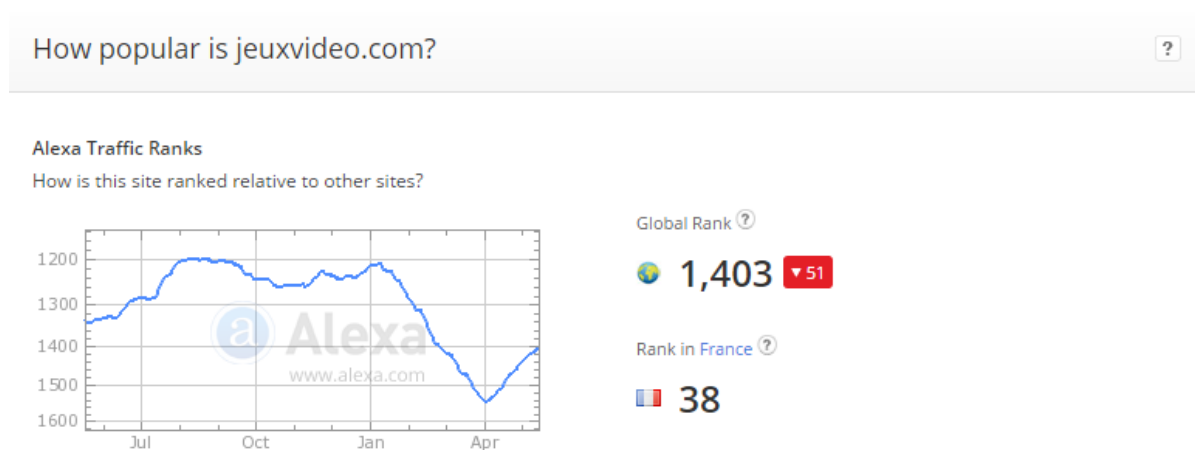 How popular is jeuxvideo.com?
?
Alexa Traffic Ranks
How is this site ranked relative to other sites?
1200
1300
1400
1500
1600
Jul Oct Jan Apr
a Alexa
www.alexa.com
Global Rank ?
1,403 ▼51
Rank in France ?
38